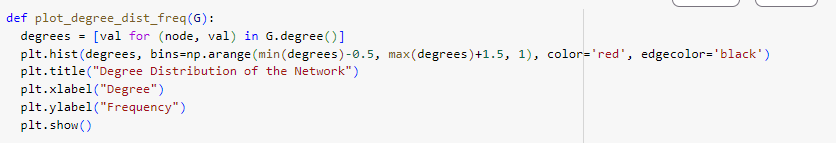 def plot_degree_dist_freq(G):
  degrees = [val for (node, val) in G.degree()]
  plt.hist(degrees, bins=np.arange(min(degrees)-0.5, max(degrees)+1.5, 1), color='red', edgecolor='black')
  plt.title("Degree Distribution of the Network")
  plt.xlabel("Degree")
  plt.ylabel("Frequency")
  plt.show()